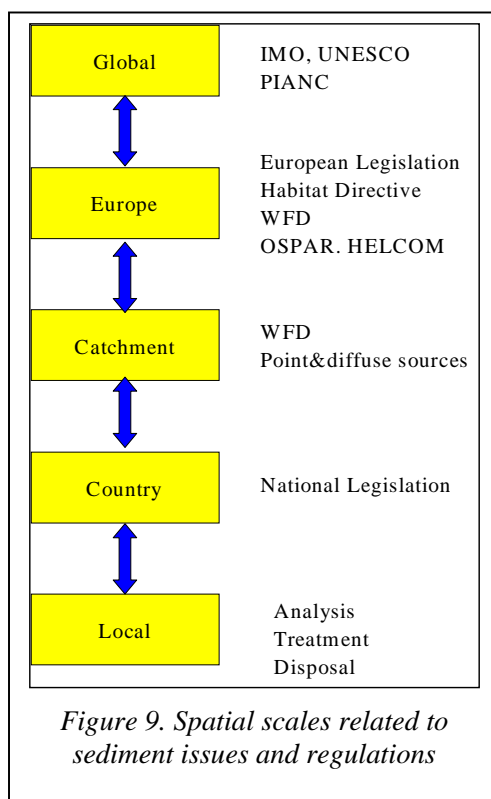 Global
IMO, UNESCO
PIANC
Europe
European Legislation
Habitat Directive
WFD
OSPAR. HELCOM
Catchment
WFD
Point&diffuse sources
Country
National Legislation
Local
Analysis
Treatment
Disposal
Figure 9. Spatial scales related to
sediment issues and regulations